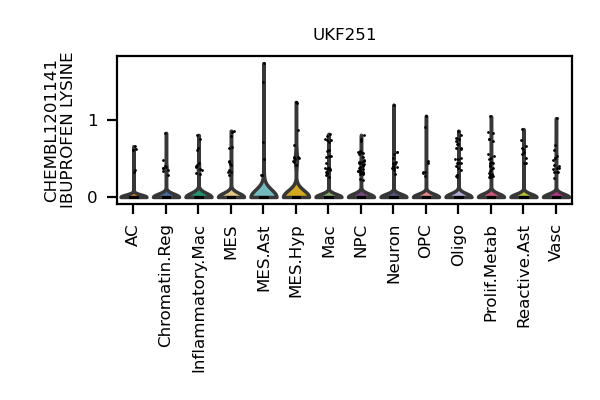 UKF251
CHEMBL1201141
IBUPROFEN LYSINE
1
0
AC
Chromatin.Reg
Inflammatory.Mac
MES
MES.Ast
MES.Hyp
Mac
NPC
Neuron
OPC
Oligo
Prolif.Metab
Reactive.Ast
Vasc